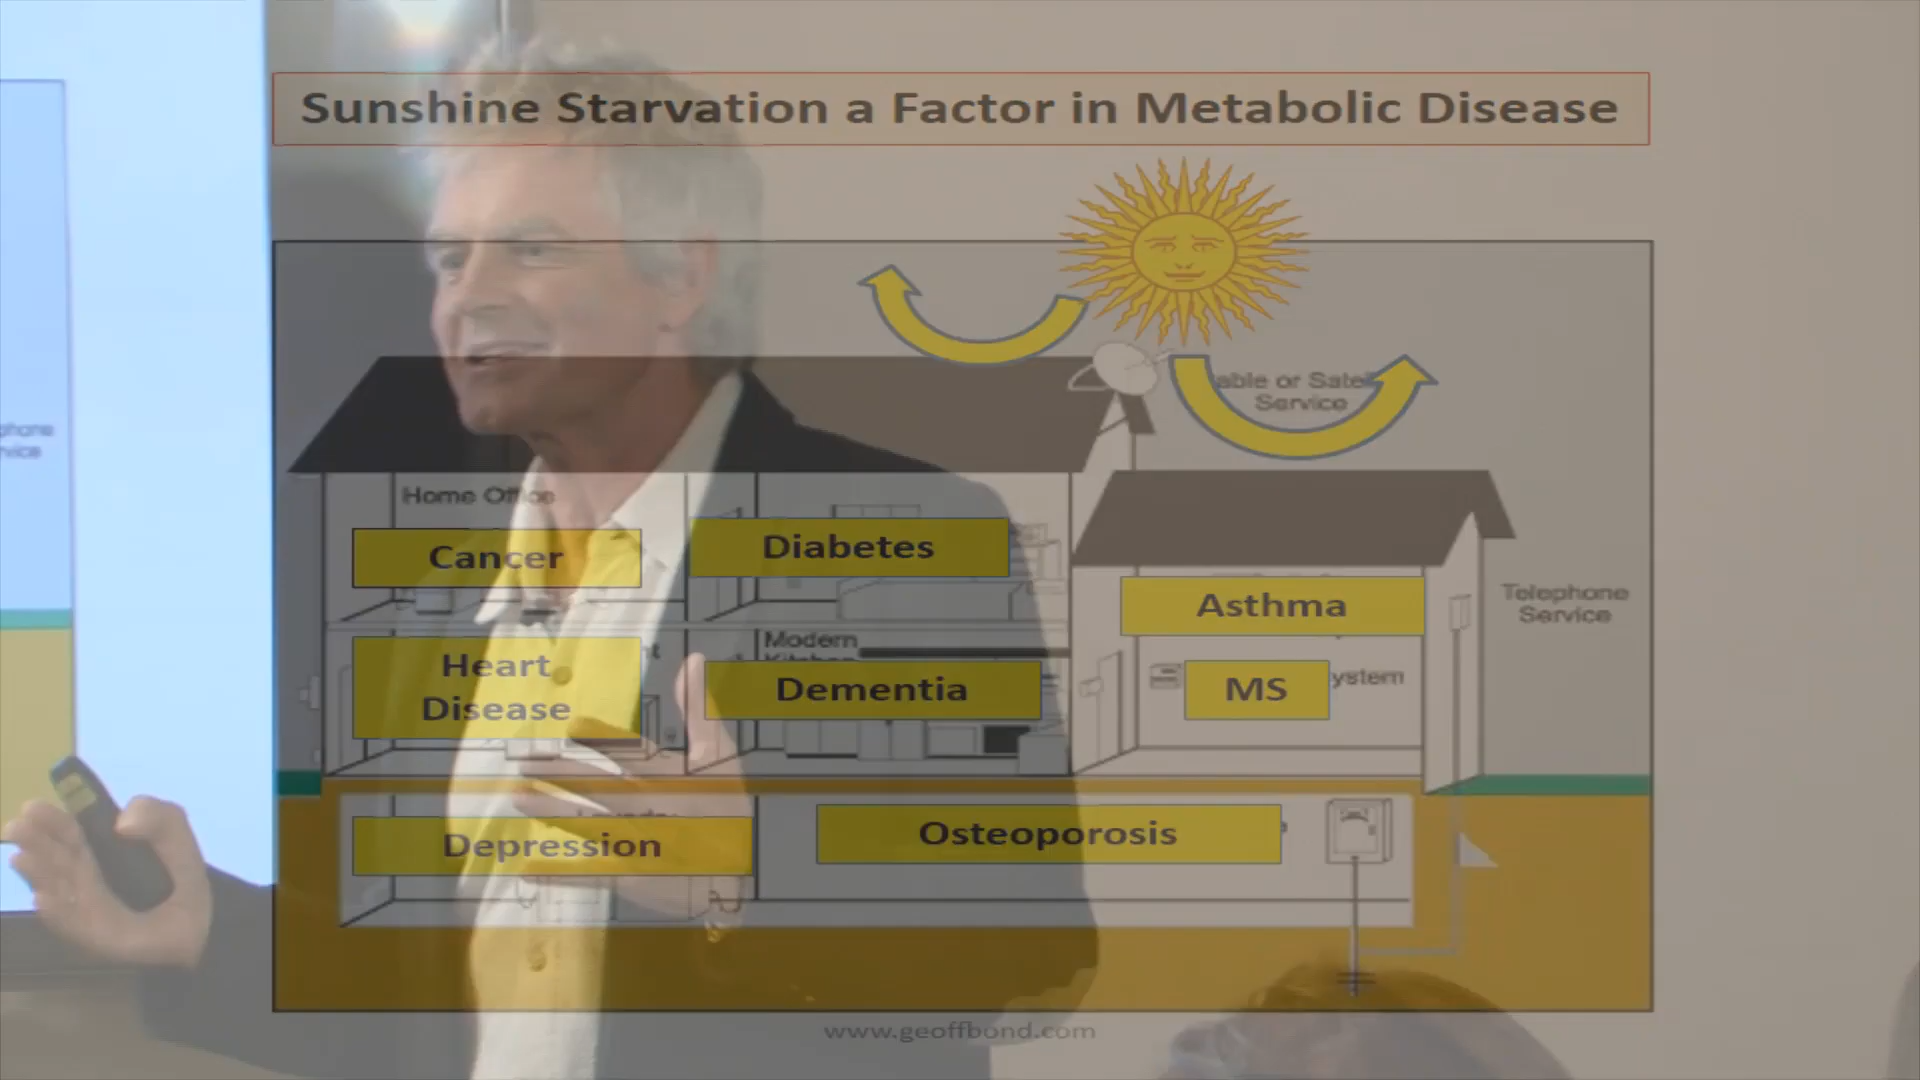 Sunshine Starvation a Factor in Metabolic Disease
Service
Home Office
Cancer
Diabetes
Asthma
Telephone
Service
Modern
Heart
Disease
Dementia
MS
Depression
Osteoporosis
www.geoffbond.com